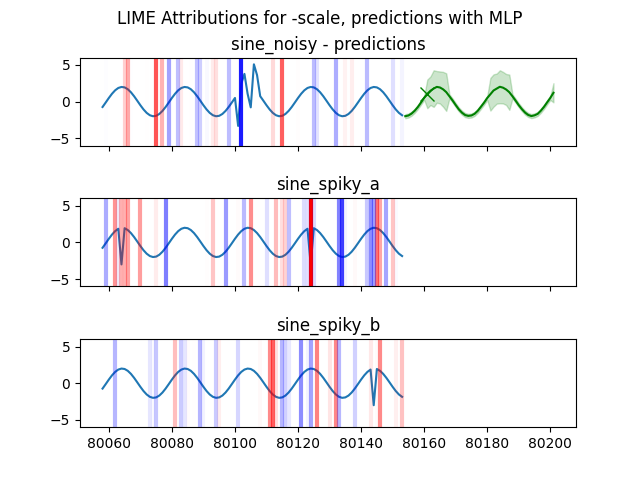 LIME Attributions for -scale, predictions with MLP
sine_noisy - predictions
5
0
−5
sine_spiky_a
5
0
−5
sine_spiky_b
5
0
−5
80060 80080 80100 80120 80140 80160 80180 80200